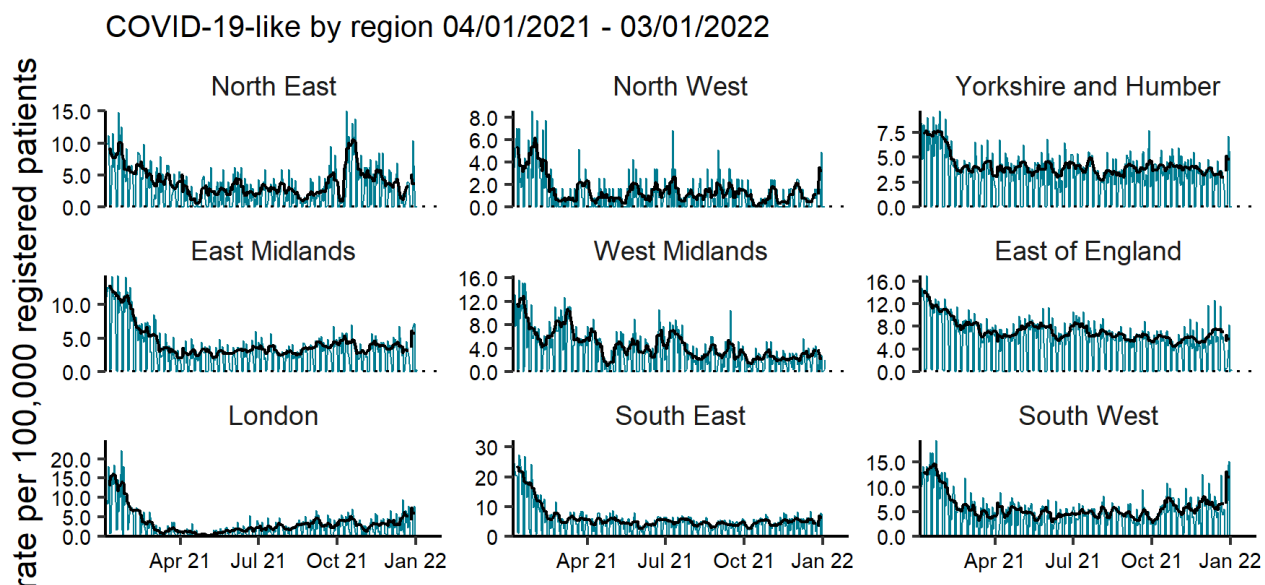 COVID-19-like by region 04/01/2021 - 03/01/2022
rate per 100,000 registered patients
North East
15.0
10.0
5.0
0.0
North West
8.0
6.0
4.0
2.0
0.0
Yorkshire and Humber
7.5
5.0
2.5
0.0
East Midlands
10.0
5.0
0.0
West Midlands
16.0
12.0
8.0
4.0
0.0
East of England
16.0
12.0
8.0
4.0
0.0
London
20.0
15.0
10.0
5.0
0.0
Apr 21 Jul 21 Oct 21 Jan 22
South East
30
20
10
0
Apr 21 Jul 21 Oct 21 Jan 22
South West
15.0
10.0
5.0
0.0
Apr 21 Jul 21 Oct 21 Jan 22